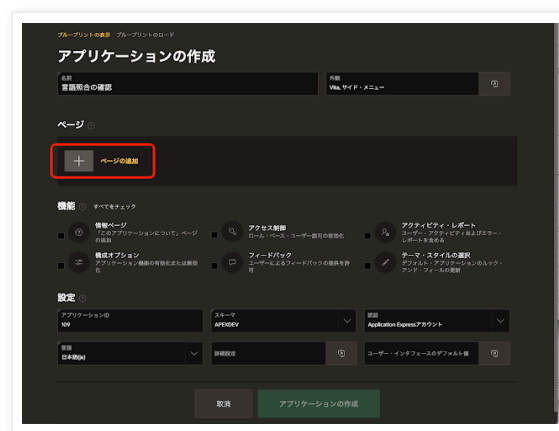 ブループリントの表示 ブループリントのロード
アプリケーションの作成
名前
言語照合の確認
外観
Vita, サイド・メニュー
ページ
ページの追加
機能 すべてをチェック
情報ページ
「このアプリケーションについて」ページの追加
アクセス制御
ロール・ベース・ユーザー認可の有効化
アクティビティ・レポート
ユーザー・アクティビティおよびエラー・
レポートを含める
構成オプション
アプリケーション機能の有効化または無効
化
フィードバック
ユーザーによるフィードバックの提供を許
可
テーマ・スタイルの選択
デフォルト・アプリケーションのルック・
アンド・フィールの更新
設定
アプリケーションID
109
スキーマ
APEXDEV
認証
Application Expressアカウント
言語
日本語(ja)
詳細設定
ユーザー・インタフェースのデフォルト値
取消
アプリケーションの作成